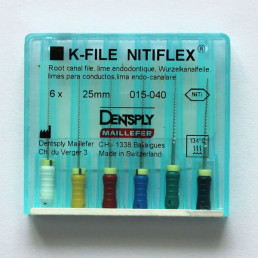 K-FILE NITIFLEX®
Root canal file, lime endodontique, Wurzelkanalfeile
limas para conductos, lima endo-canalare
6 x 25mm 015-040
NiTi
DENTSPLY
MAILLEFER
134°C
Dentsply Maillefer CH- 1338 Ballaigues
Ch. du Verger 3 Made in Switzerland